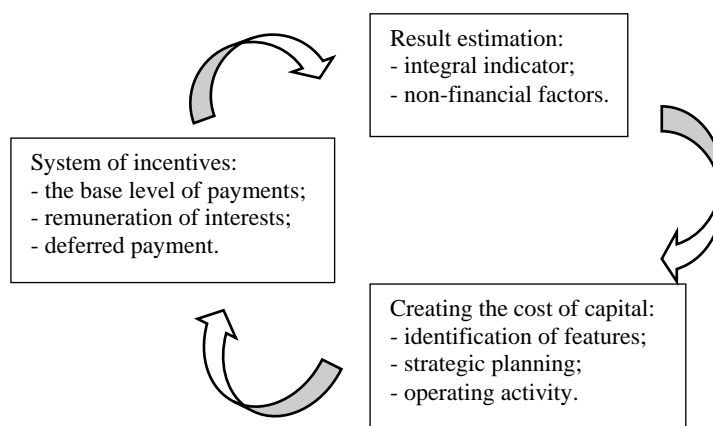 Result estimation:
- integral indicator;
- non-financial factors.
System of incentives:
- the base level of payments;
- remuneration of interests;
- deferred payment.
Creating the cost of capital:
- identification of features;
- strategic planning;
- operating activity.